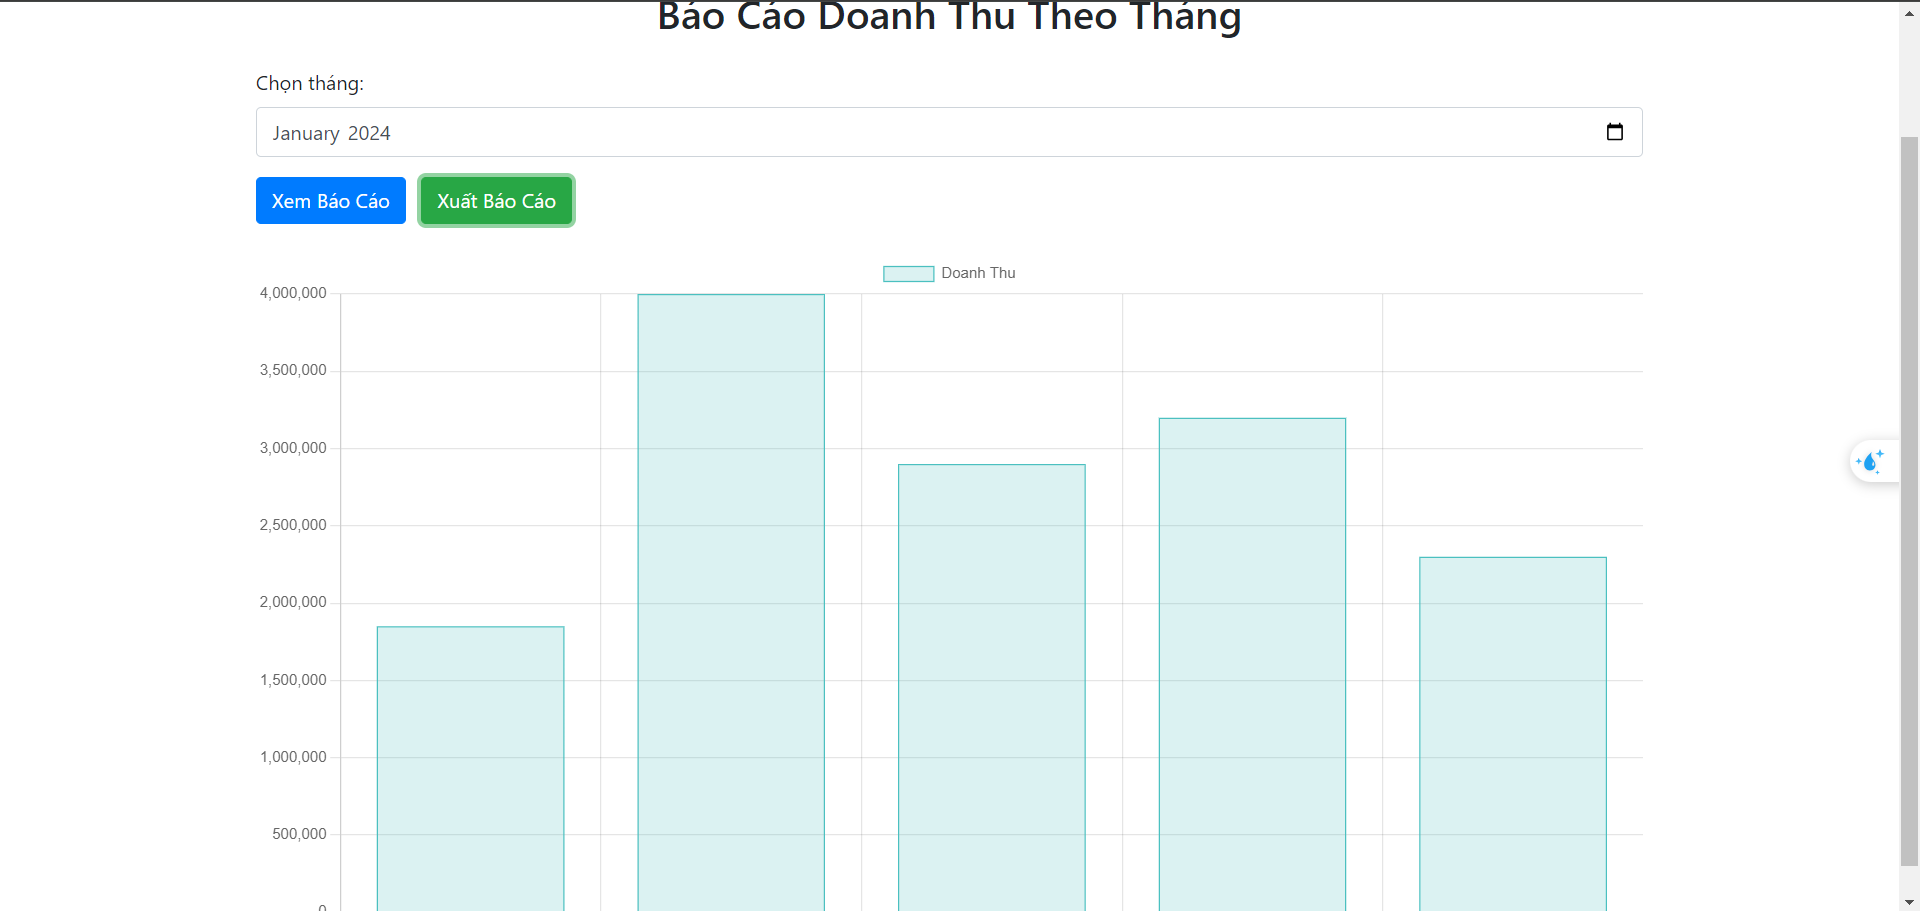 Báo Cáo Doanh Thu Theo Tháng
Chọn tháng:
January 2024
Xem Báo Cáo
Xuất Báo Cáo
Doanh Thu
4,000,000
3,500,000
3,000,000
2,500,000
2,000,000
1,500,000
1,000,000
500,000
0